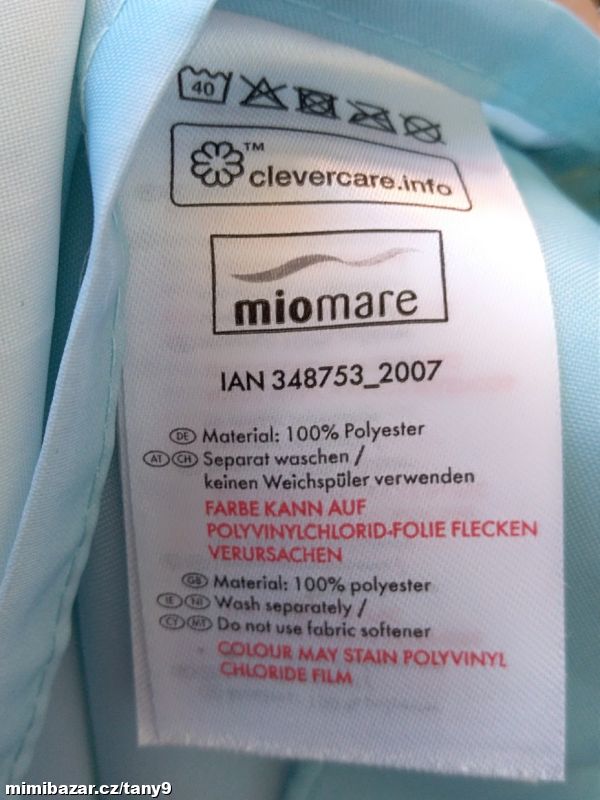 40
™
clevercare.info
miomare
IAN 348753_2007
DE Material: 100% Polyester
AT CH Separat waschen /
keinen Weichspüler verwenden
FARBE KANN AUF
POLYVINYLCHLORID-FOLIE FLECKEN
VERURSACHEN
GB Material: 100% polyester
IE NI Wash separately /
CY MT Do not use fabric softener
COLOUR MAY STAIN POLYVINYL
CHLORIDE FILM
mimibazar.cz/tany9